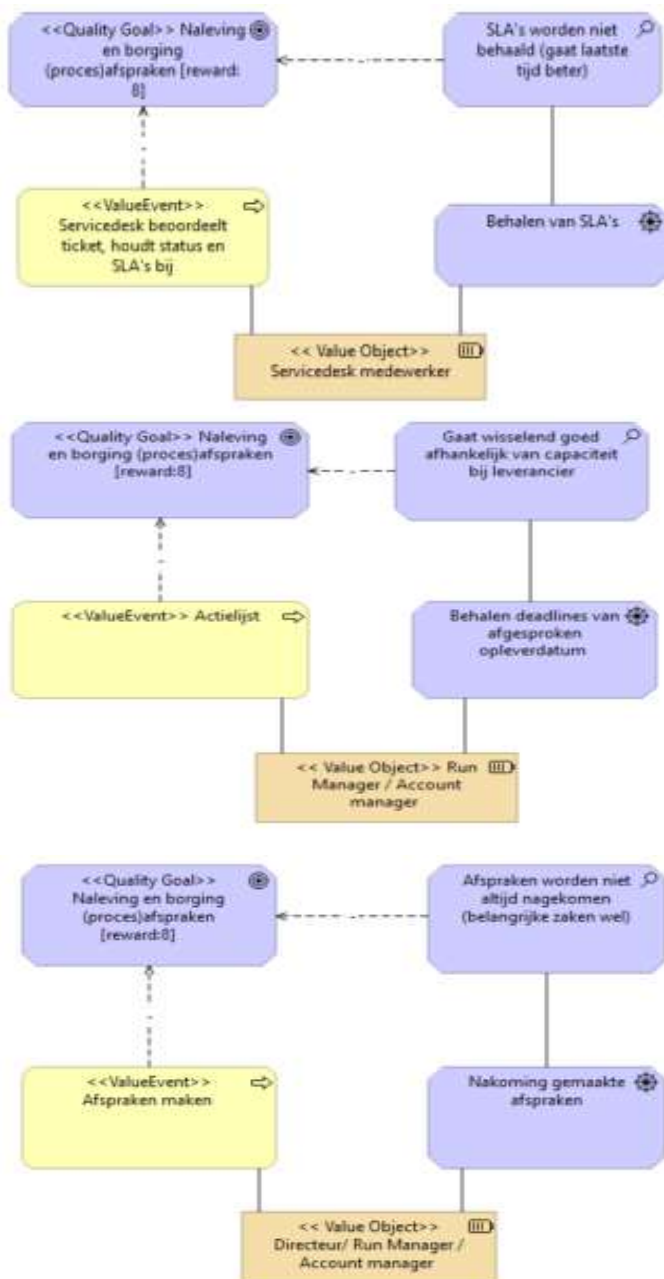 <<Quality Goal>> Naleving
en borging
(proces)afspraken [reward:
8]
SLA's worden niet
behaald (gaat laatste
tijd beter)
<<ValueEvent>>
Servicedesk beoordeelt
ticket, houdt status en
SLA's bij
Behalen van SLA's
<< Value Object>>
Servicedesk medewerker
<<Quality Goal>> Naleving
en borging (proces)afspraken
[reward:8]
Gaat wisselend goed
afhankelijk van capaciteit
bij leverancier
<<ValueEvent>> Actielijst
Behalen deadlines van
afgesproken
opleverdatum
<< Value Object>> Run
Manager / Account
manager
<<Quality Goal>>
Naleving en borging
(proces)afspraken
[reward:8]
Afspraken worden niet
altijd nagekomen
(belangrijke zaken wel)
<<ValueEvent>>
Afspraken maken
Nakoming gemaakte
afspraken
<< Value Object>>
Directeur/ Run Manager /
Account manager